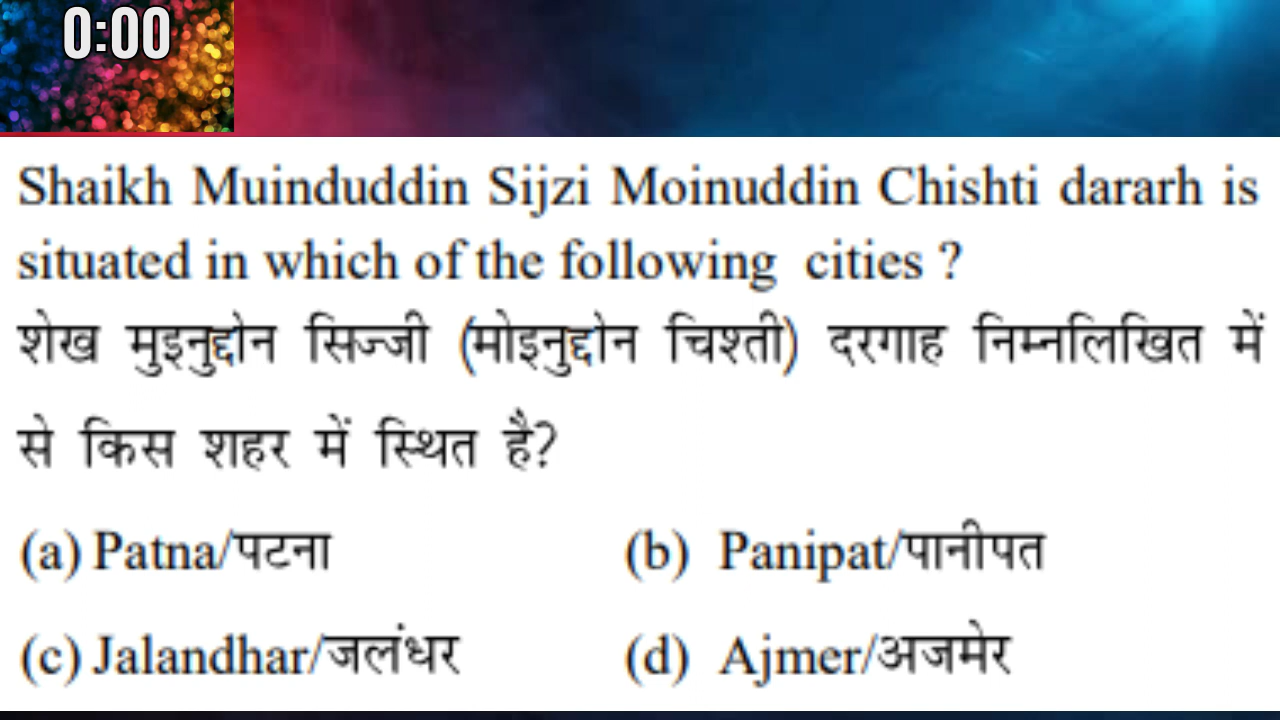 0:00
Shaikh Muinduddin Sijzi Moinuddin Chishti dararh is
situated in which of the following cities ?
शेख मुइनुद्दोन सिज्जी (मोइनुद्दोन चिश्ती) दरगाह निम्नलिखित में
से किस शहर में स्थित है?
(a) Patna/पटना (b) Panipat/पानीपत
(c) Jalandhar/जलंधर (d) Ajmer/अजमेर